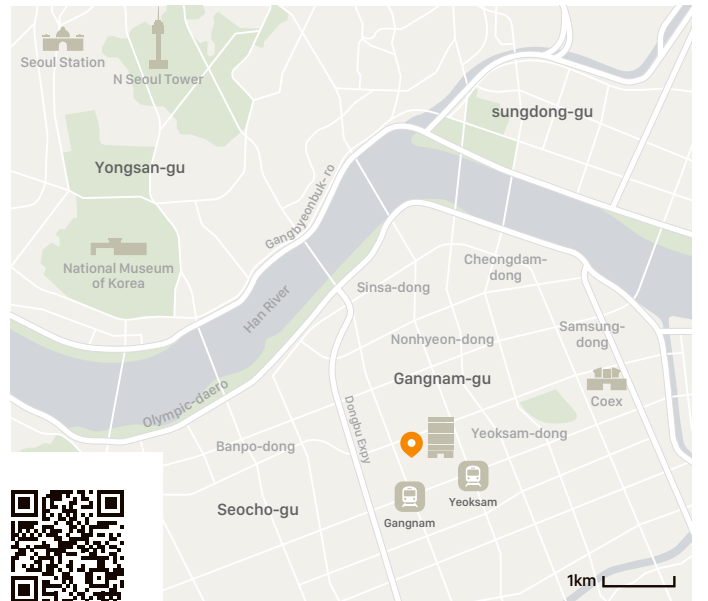 Seoul Station
N Seoul Tower
sungdong-gu
Yongsan-gu
Gangbyeonbuk- ro
National Museum
of Korea
Cheongdam-
dong
Sinsa-dong
Han River
Samsung-
dong
Nonhyeon-dong
Gangnam-gu
Coex
Olympic-daero
Dongbu Expy
Yeoksam-dong
Banpo-dong
Yeoksam
Seocho-gu
Gangnam
1km